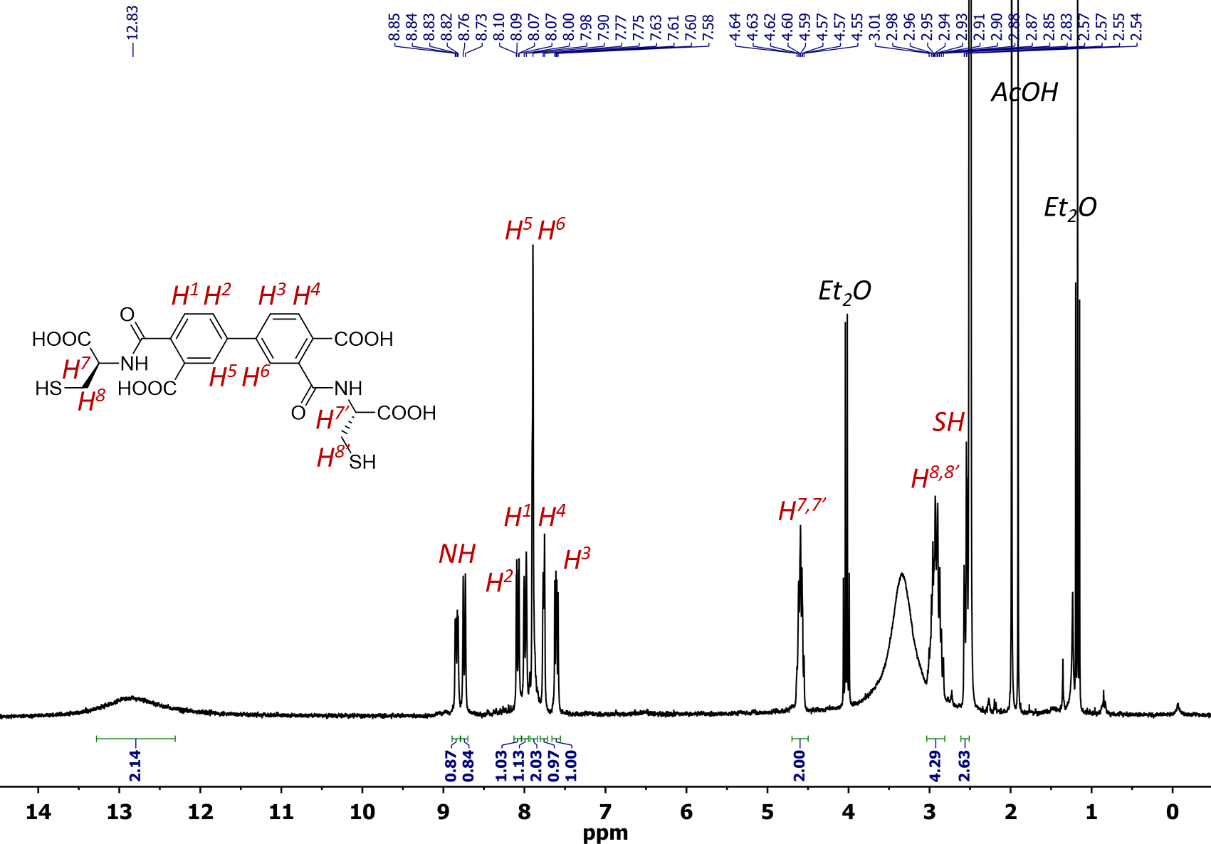 12.83
8.85 8.84 8.83 8.82 8.76 8.73 8.10 8.09 8.07 8.07 8.00 7.98 7.90 7.77 7.75 7.63 7.61 7.60 7.58
4.64 4.63 4.62 4.60 4.59 4.57 4.57 4.55 3.01 2.98 2.96 2.95 2.94 2.93 2.91 2.90 2.88 2.87 2.85 2.83 2.57 2.57 2.55 2.54
AcOH
Et₂O
H⁵ H⁶
Et₂O
H¹ H² H³ H⁴
O
HOOC COOH
H⁷ NH
H⁵ H⁶ NH
SH HOOC
HS H⁸
O H⁷' COOH
H⁸' SH
H⁸,⁸'
H⁷,⁷'
H¹ H⁴
NH H³
H²
2.14 0.87 0.84 1.03 1.13 2.03 0.97 1.00 2.00 4.29 2.63
14 13 12 11 10 9 8 7 6 5 4 3 2 1 0
ppm